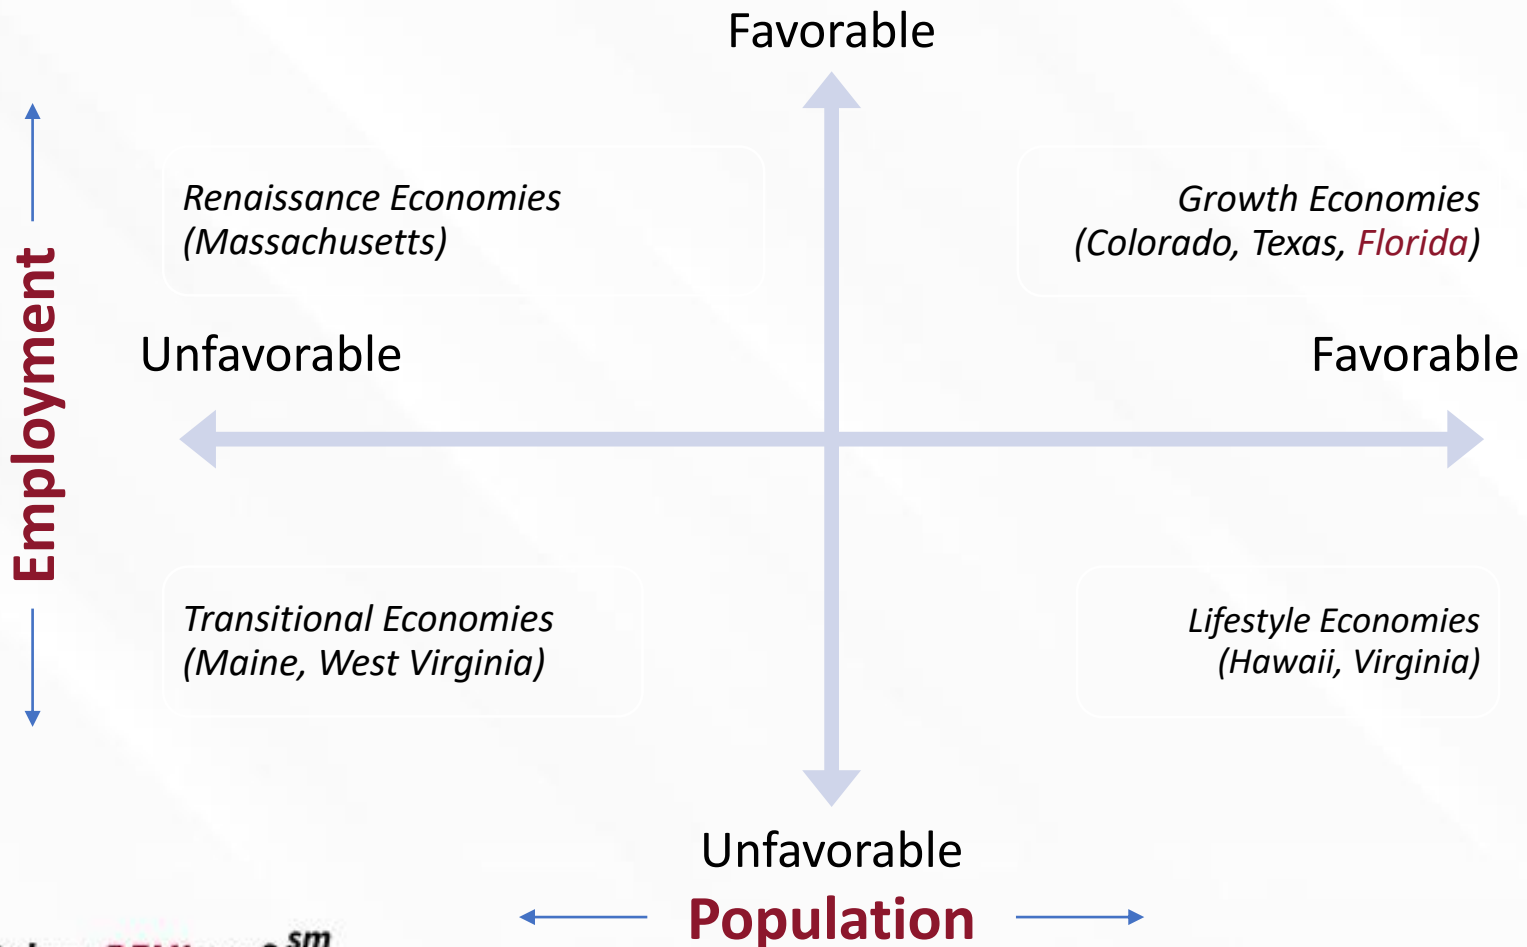 Favorable
Renaissance Economies
(Massachusetts)
Growth Economies
(Colorado, Texas, Florida)
Employment
Unfavorable
Favorable
Transitional Economies
(Maine, West Virginia)
Lifestyle Economies
(Hawaii, Virginia)
Unfavorable
Population
sm